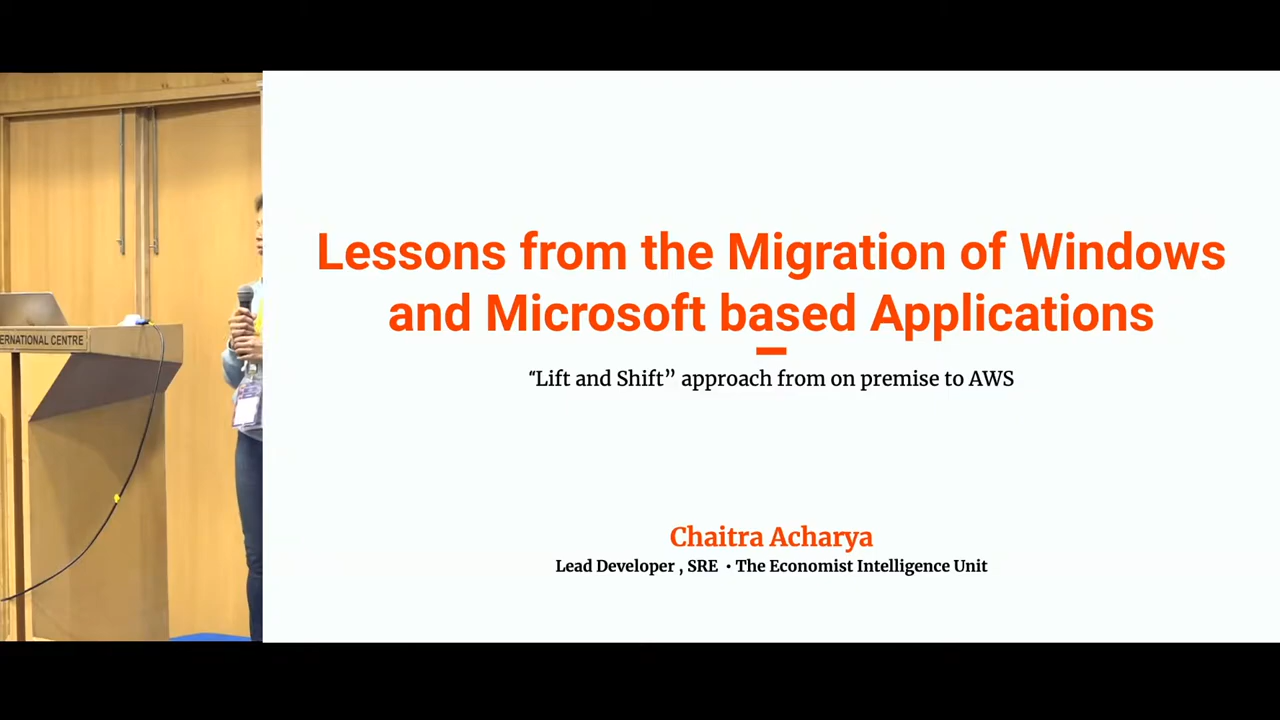 Lessons from the Migration of Windows
and Microsoft based Applications
“Lift and Shift” approach from on premise to AWS
Chaitra Acharya
Lead Developer , SRE • The Economist Intelligence Unit
ERNATIONAL CENTRE